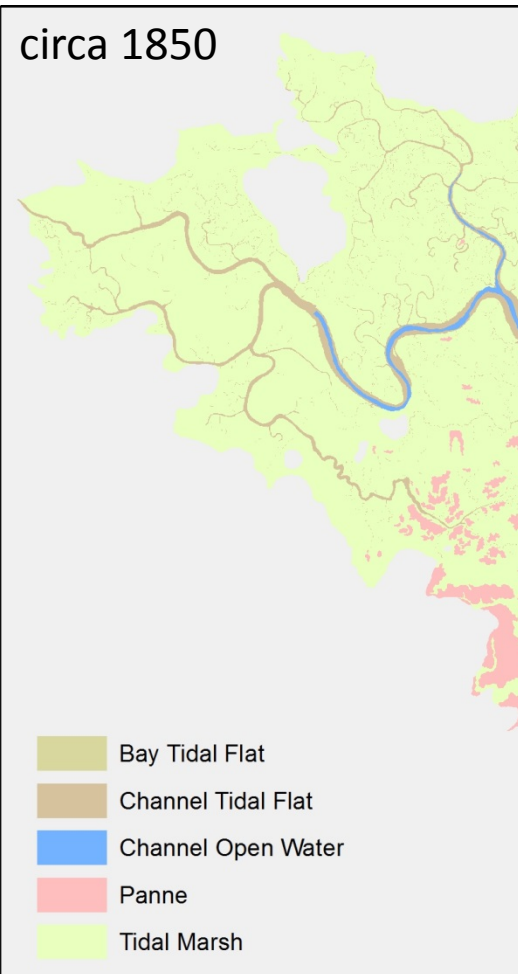 circa 1850
Bay Tidal Flat
Channel Tidal Flat
Channel Open Water
Panne
Tidal Marsh